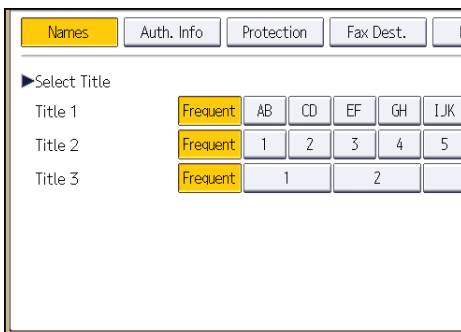 Names Auth. Info Protection Fax Dest.
►Select Title
Title 1 Frequent AB CD EF GH IJK
Title 2 Frequent 1 2 3 4 5
Title 3 Frequent 1 2